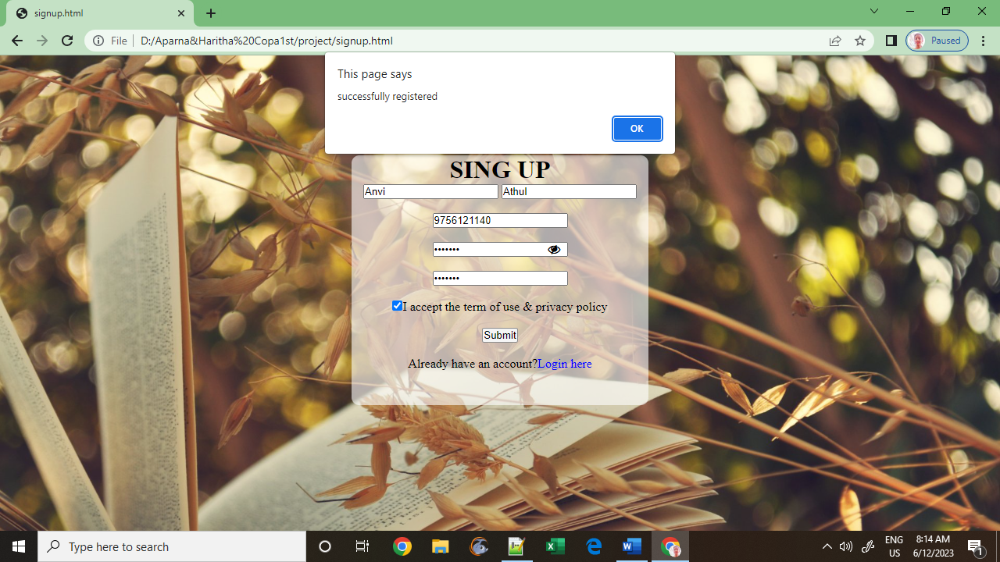 signup.html
File
D:/Aparna&Haritha%20Copa1st/project/signup.html
Paused
This page says
successfully registered
OK
SING UP
Anvi Athul
9756121140
•••••••
•••••••
I accept the term of use & privacy policy
Submit
Already have an account?Login here
Type here to search
ENG
US
8:14 AM
6/12/2023
1